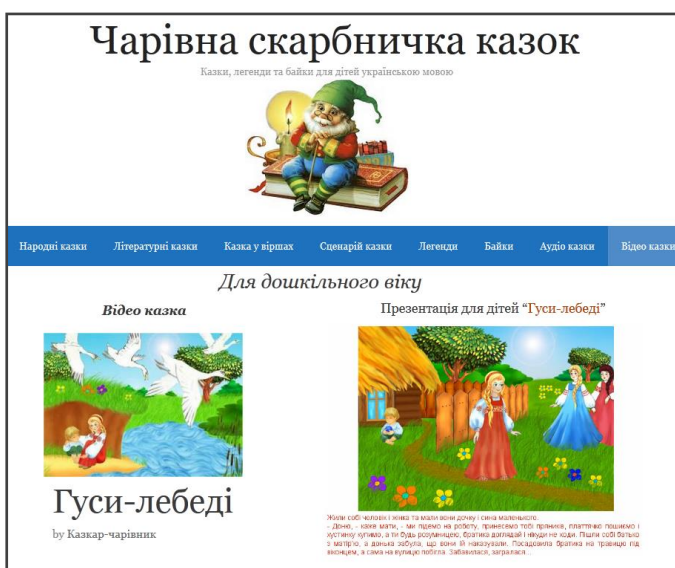 Чарівна скарбничка казок
Казки, легенди та байки для дітей українською мовою
Народні казки Літературні казки Казка у віршах Сценарій казки Легенди Байки Аудіо казки Відео казки
Для дошкільного віку
Відео казка
Гуси-лебеді
by Казкар-чарівник
Презентація для дітей “Гуси-лебеді”
Жили собі чоловік і жінка та мали вони дочку і сина маленького.
- Доню, - каже мати, - ми підемо на роботу, принесемо тобі пряників, платтячко пошиємо і
хустинку купимо, а ти будь розумницею, братика доглядай і нікуди не ходи. Пішли собі батько
з матір'ю, а донька забула, що вони їй наказували. Посадовила братика на травицю під
віконцем, а сама на вулицю побігла. Забавилася, загралася...